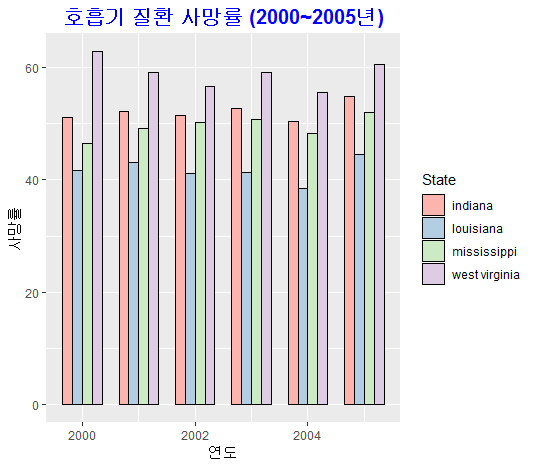 호흡기 질환 사망률 (2000~2005년)
사망률
60
40
20
0
2000
2002
2004
연도
State
indiana
louisiana
mississippi
west virginia